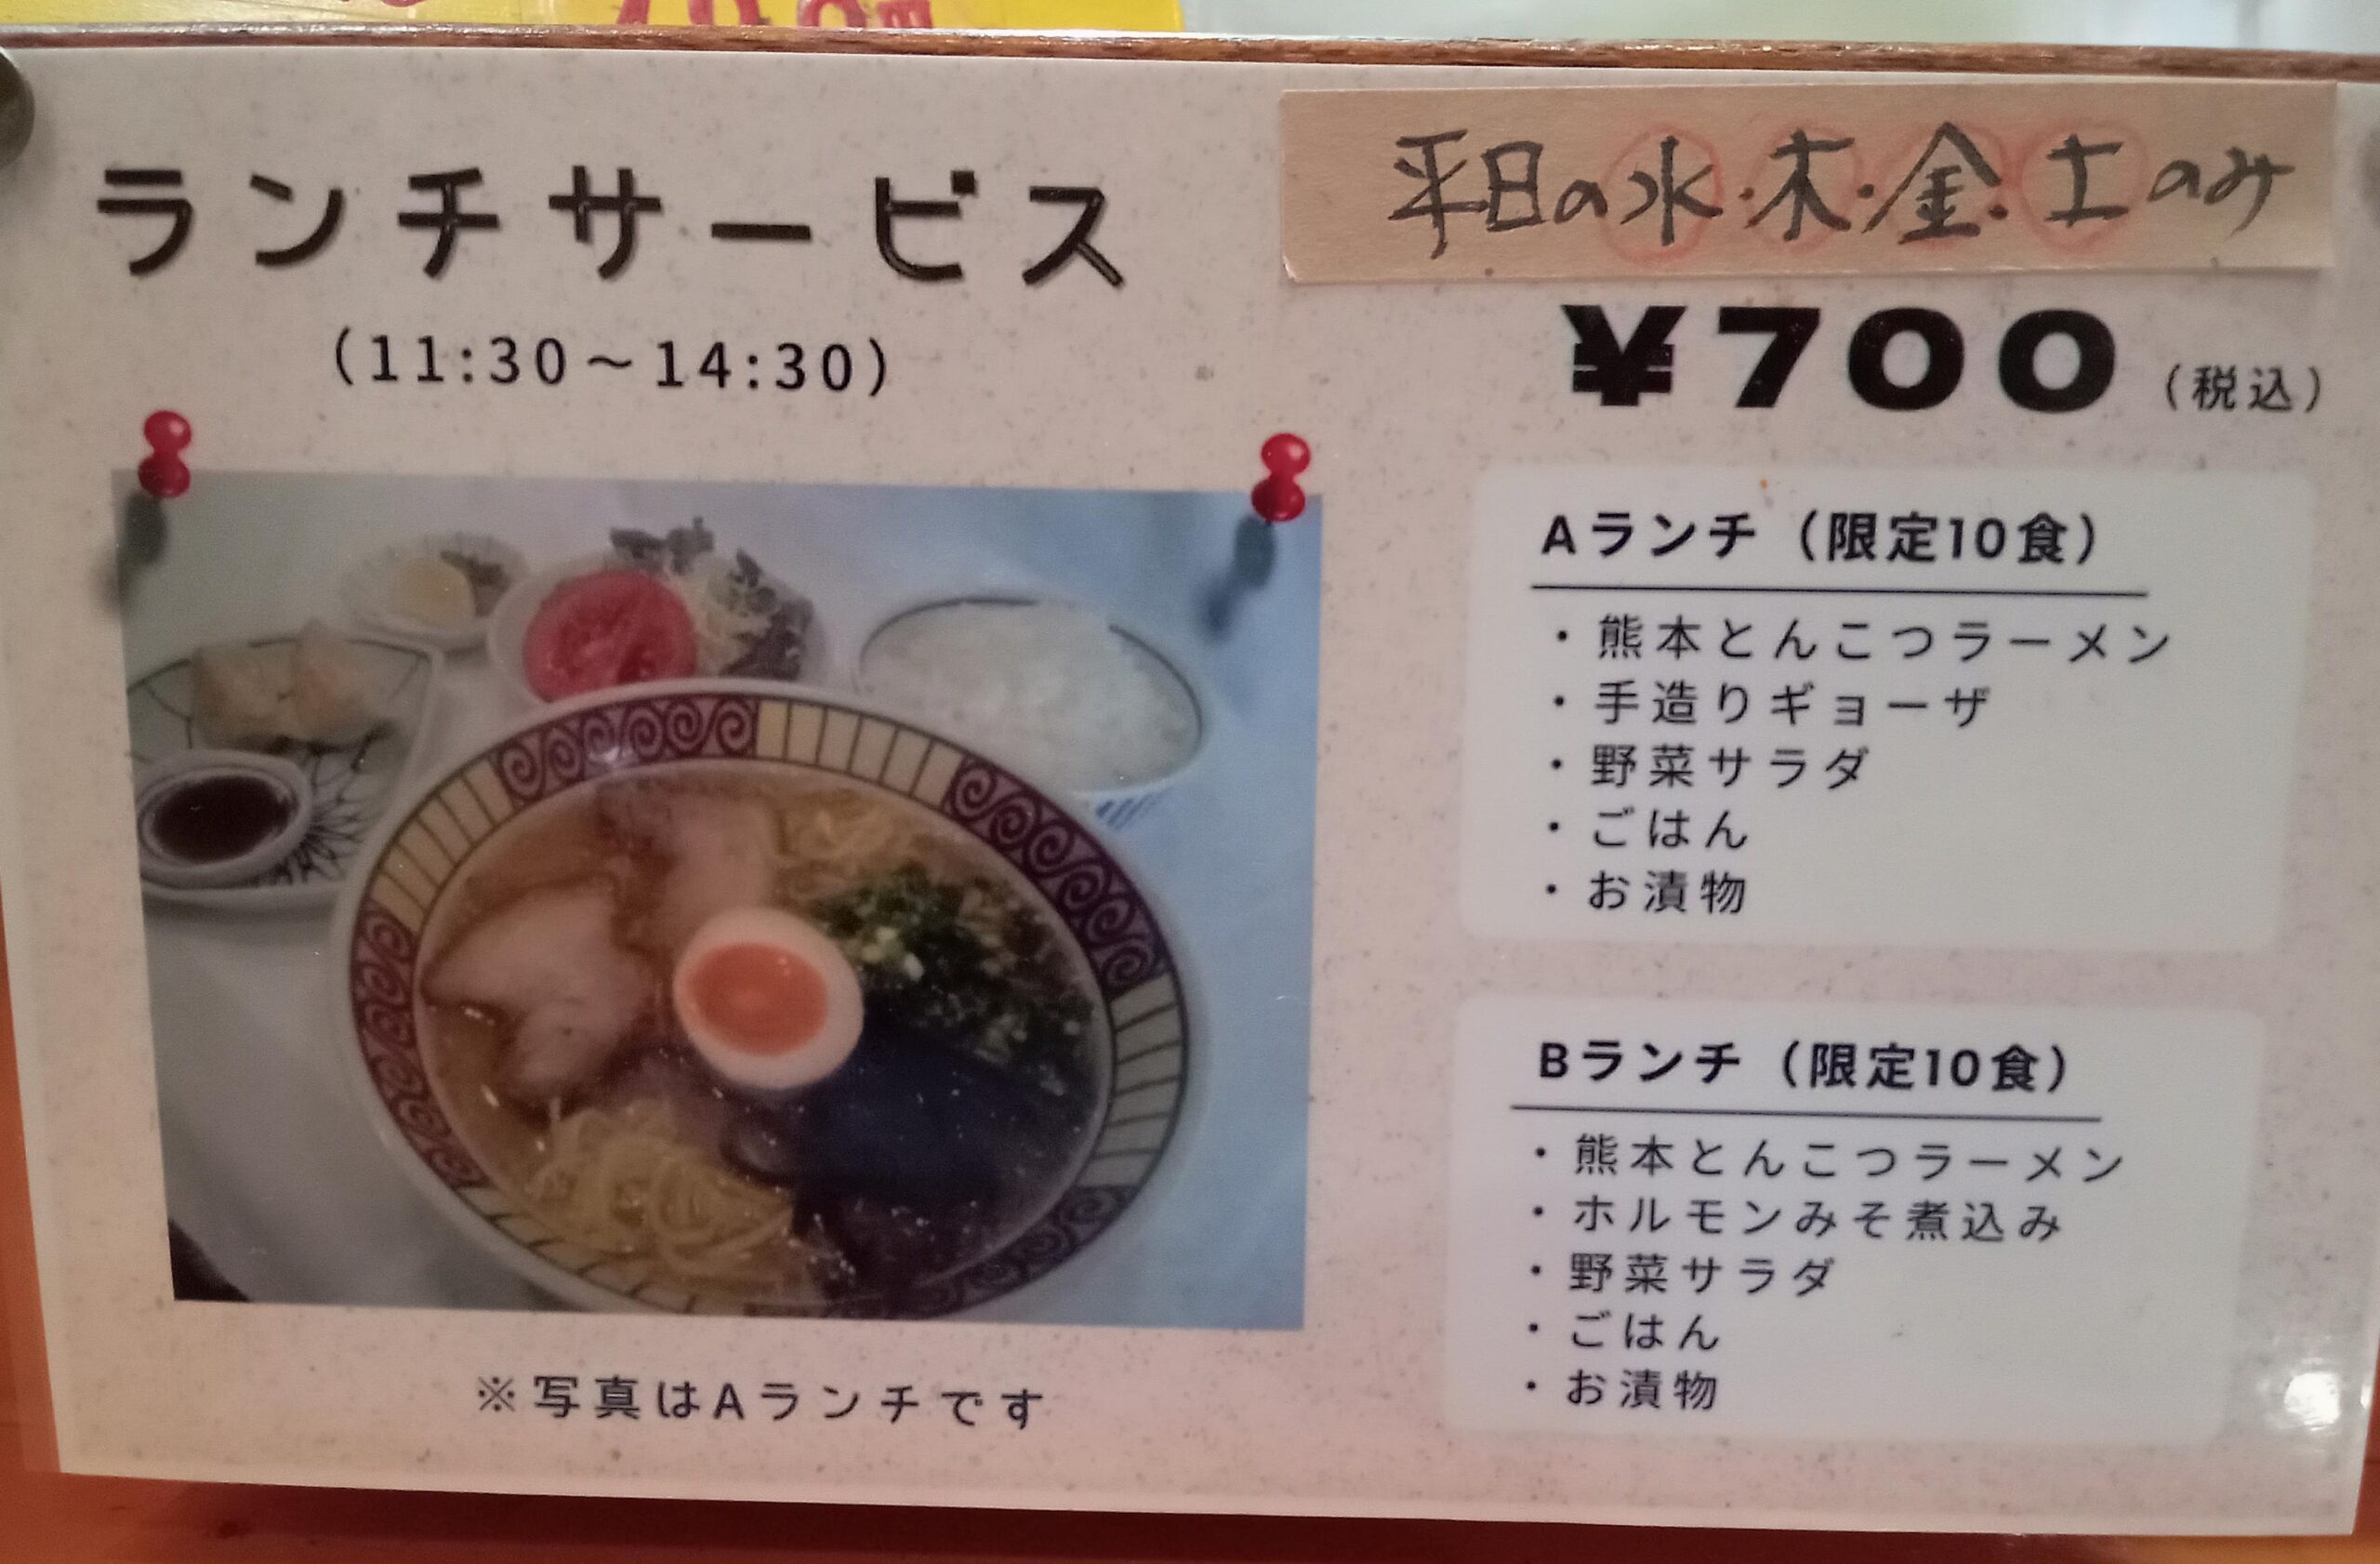 ランチサービス
(11:30～14:30)
平日の水・木・金・土のみ
¥700(税込)
Aランチ（限定10食）
・熊本とんこつラーメン
・手造りギョーザ
・野菜サラダ
・ごはん
・お漬物
Bランチ（限定10食）
・熊本とんこつラーメン
・ホルモンみそ煮込み
・野菜サラダ
・ごはん
・お漬物
※写真はAランチです